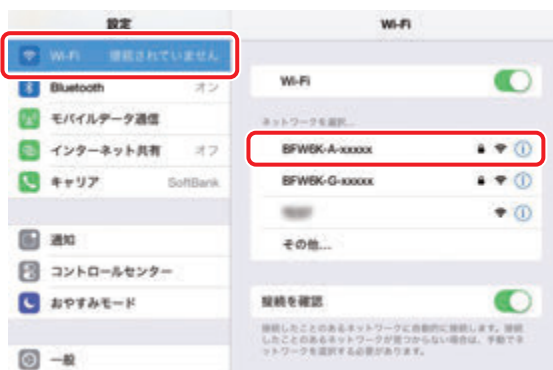 設定
Wi-Fi 接続されていません
Bluetooth オン
モバイルデータ通信
インターネット共有 オフ
キャリア SoftBank
通知
コントロールセンター
おやすみモード
一般
Wi-Fi
Wi-Fi
ネットワークを選択...
BFW6K-A-xxxxx
BFW6K-G-xxxxx
その他...
接続を確認
接続したことのあるネットワークに自動的に接続します。接続
したことのあるネットワークが見つからない場合は、手動でネ
ットワークを選択する必要があります。